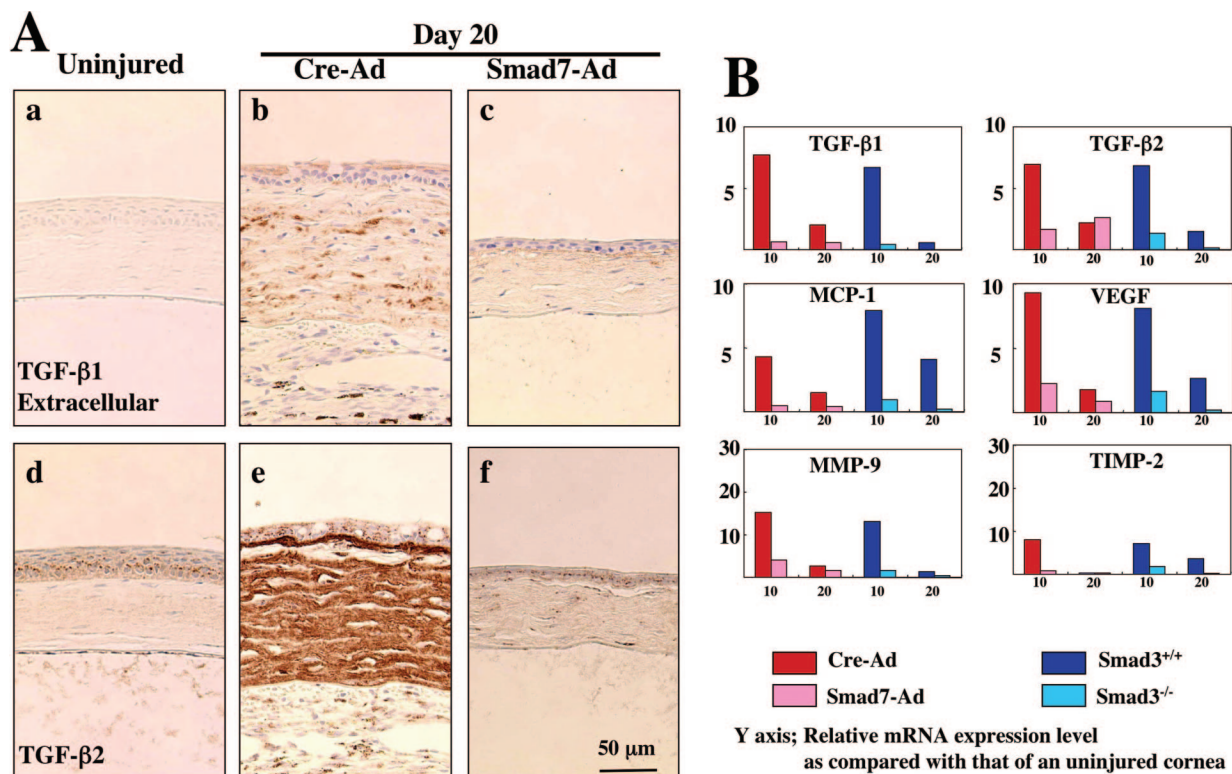 A
Day 20
Uninjured
Cre-Ad
Smad7-Ad
a
b
c
TGF-β1
Extracellular
d
e
f
TGF-β2
50 μm
B
10
5
TGF-β1
10 20 10 20
10
5
TGF-β2
10 20 10 20
10
5
MCP-1
10 20 10 20
10
5
VEGF
10 20 10 20
30
20
10
MMP-9
10 20 10 20
30
20
10
TIMP-2
10 20 10 20
Cre-Ad
Smad7-Ad
Smad3+/+
Smad3-/-
Y axis; Relative mRNA expression level
as compared with that of an uninjured cornea